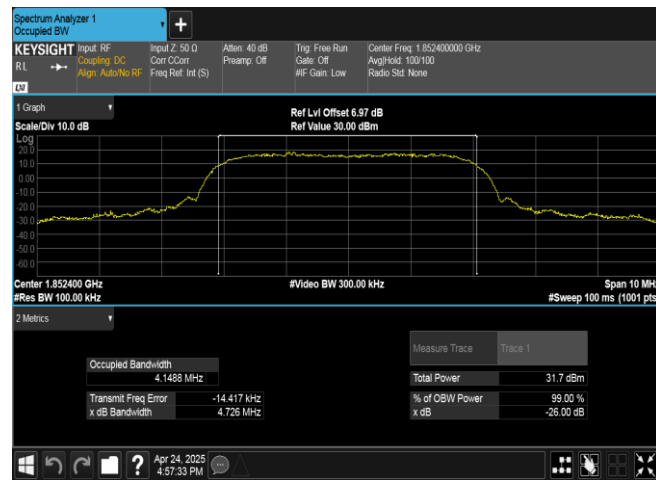 Spectrum Analyzer 1
Occupied BW
+
KEYSIGHT
RL
LXI
Input: RF
Coupling: DC
Align: Auto/No RF
Input Z: 50 Ω
Corr CCorr
Freq Ref: Int (S)
Atten: 40 dB
Preamp: Off
Trig: Free Run
Gate: Off
#IF Gain: Low
Center Freq: 1.852400000 GHz
Avg|Hold: 100/100
Radio Std: None
1 Graph
Scale/Div 10.0 dB
Ref Lvl Offset 6.97 dB
Ref Value 30.00 dBm
Log
20.0
10.0
0.00
-10.0
-20.0
-30.0
-40.0
-50.0
-60.0
Center 1.852400 GHz
#Res BW 100.00 kHz
#Video BW 300.00 kHz
Span 10 MHz
#Sweep 100 ms (1001 pts)
2 Metrics
Measure Trace Trace 1
Occupied Bandwidth
4.1488 MHz
Total Power 31.7 dBm
Transmit Freq Error -14.417 kHz
% of OBW Power 99.00 %
x dB Bandwidth 4.726 MHz
x dB -26.00 dB
?
Apr 24, 2025
4:57:33 PM